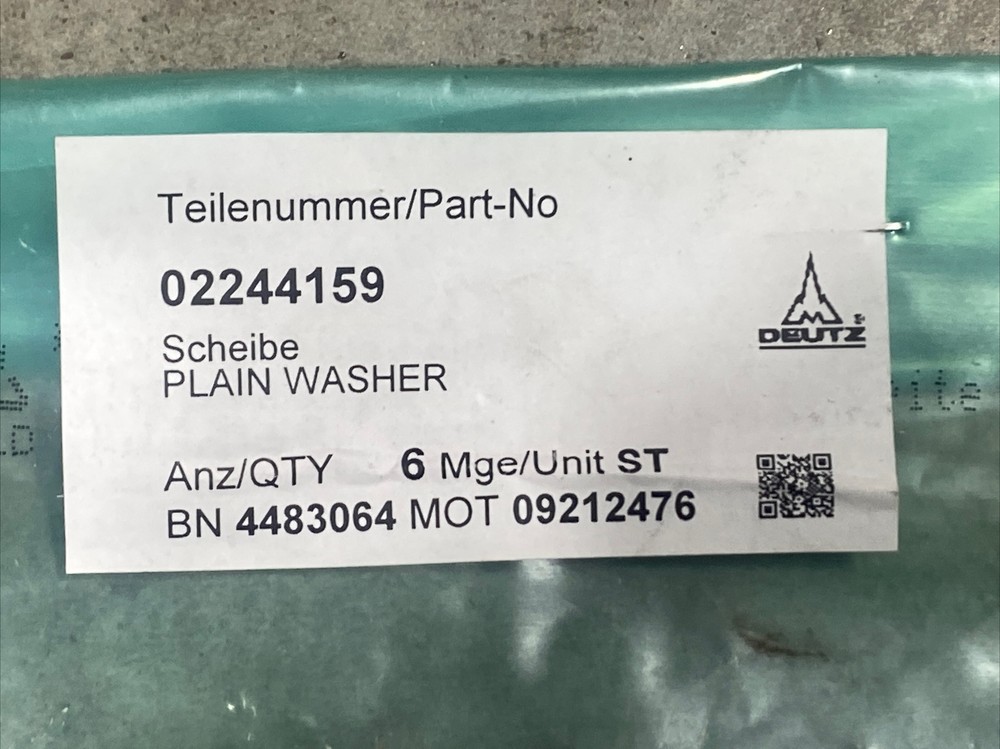 Teilenummer/Part-No
02244159
DEUTZ
Scheibe
PLAIN WASHER
Anz/QTY 6 Mge/Unit ST
BN 4483064 MOT 09212476